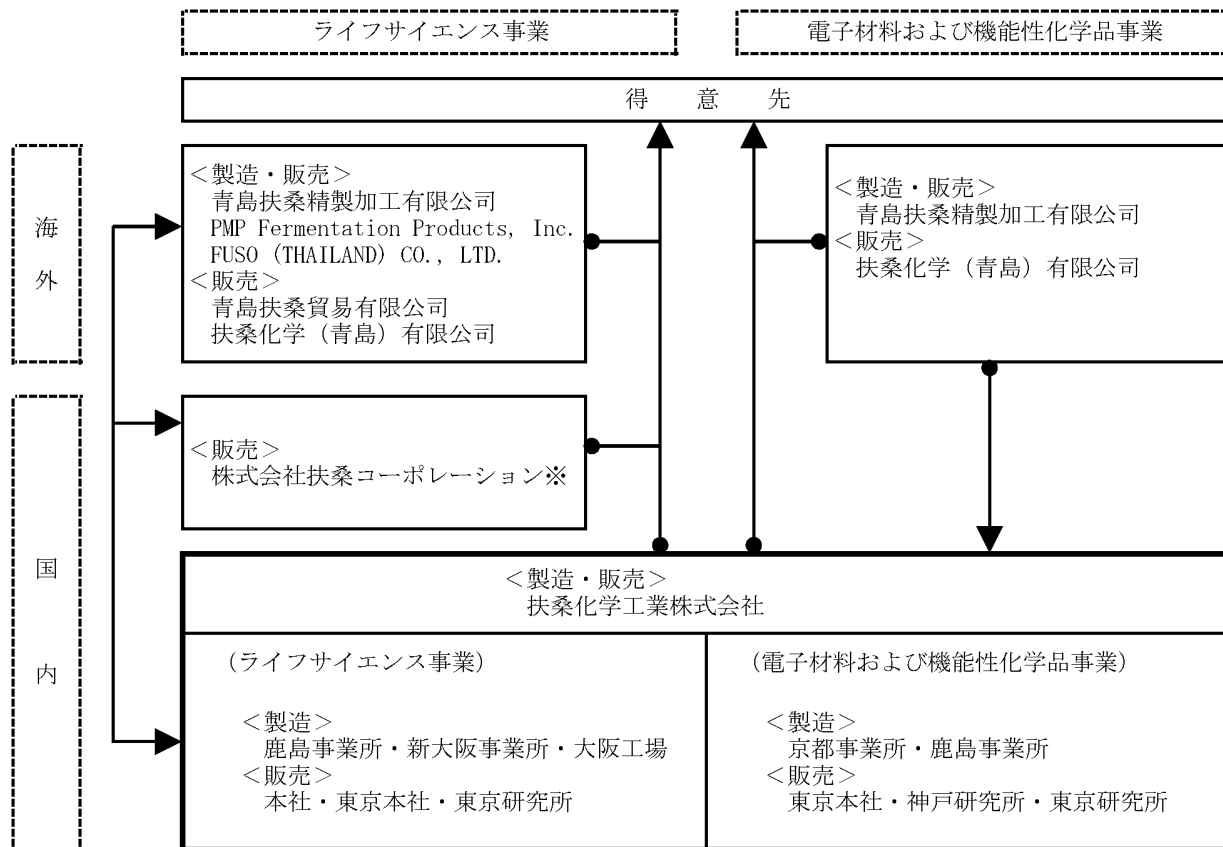 ライフサイエンス事業
電子材料および機能性化学品事業
得 意 先
海
外
＜製造・販売＞
青島扶桑精製加工有限公司
PMP Fermentation Products, Inc.
FUSO (THAILAND) CO., LTD.
＜販売＞
青島扶桑貿易有限公司
扶桑化学（青島）有限公司
＜製造・販売＞
青島扶桑精製加工有限公司
＜販売＞
扶桑化学（青島）有限公司
国
内
＜販売＞
株式会社扶桑コーポレーション※
＜製造・販売＞
扶桑化学工業株式会社
（ライフサイエンス事業）
＜製造＞
鹿島事業所・新大阪事業所・大阪工場
＜販売＞
本社・東京本社・東京研究所
（電子材料および機能性化学品事業）
＜製造＞
京都事業所・鹿島事業所
＜販売＞
東京本社・神戸研究所・東京研究所